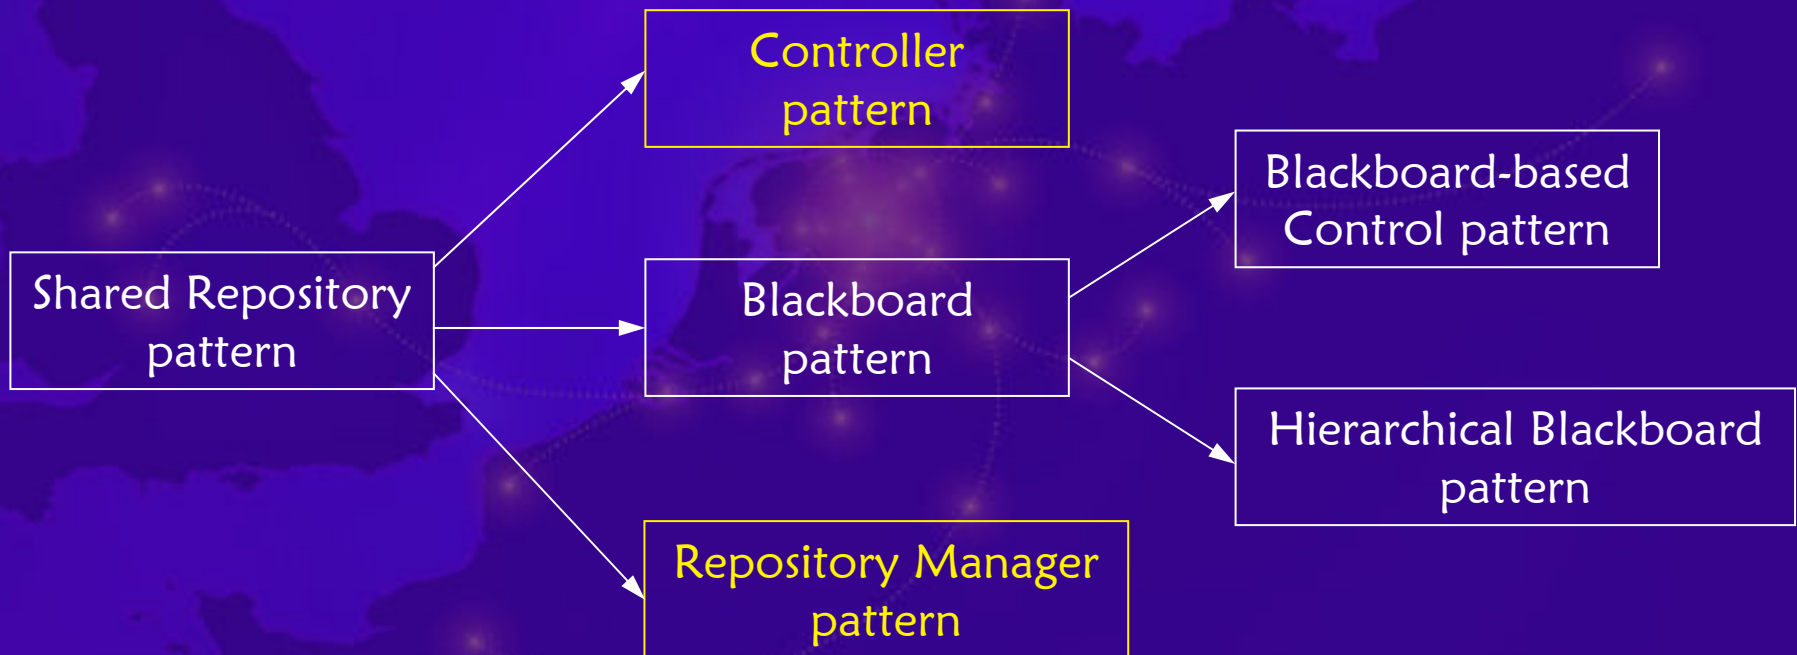 Controller
pattern
Blackboard-based
Control pattern
Shared Repository
pattern
Blackboard
pattern
Hierarchical Blackboard
pattern
Repository Manager
pattern